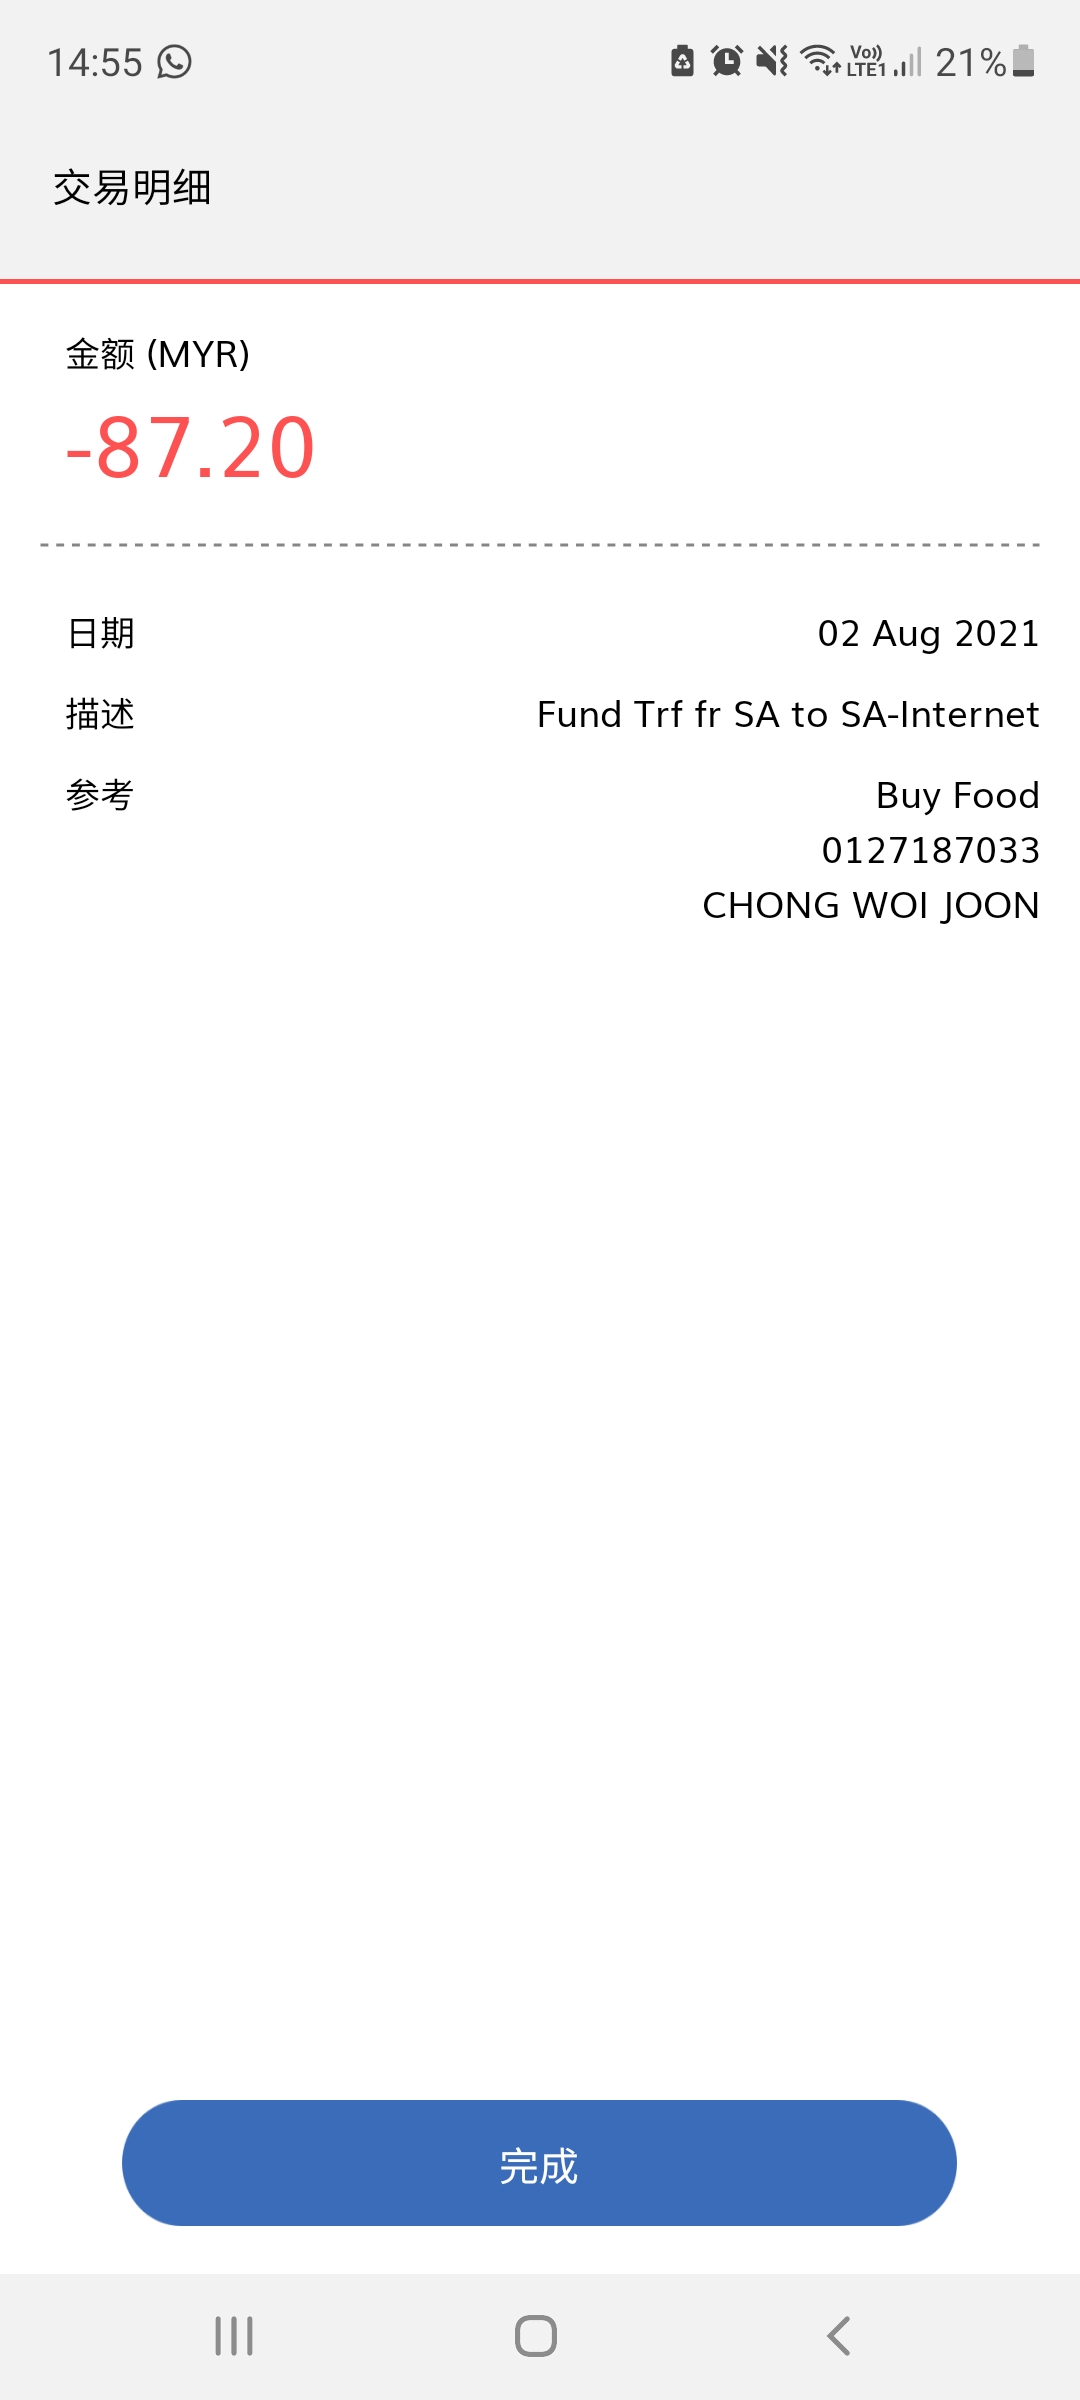 14:55
Vo)) LTE1 21%
交易明细
金额 (MYR)
-87.20
日期 02 Aug 2021
描述 Fund Trf fr SA to SA-Internet
参考 Buy Food
0127187033
CHONG WOI JOON
完成